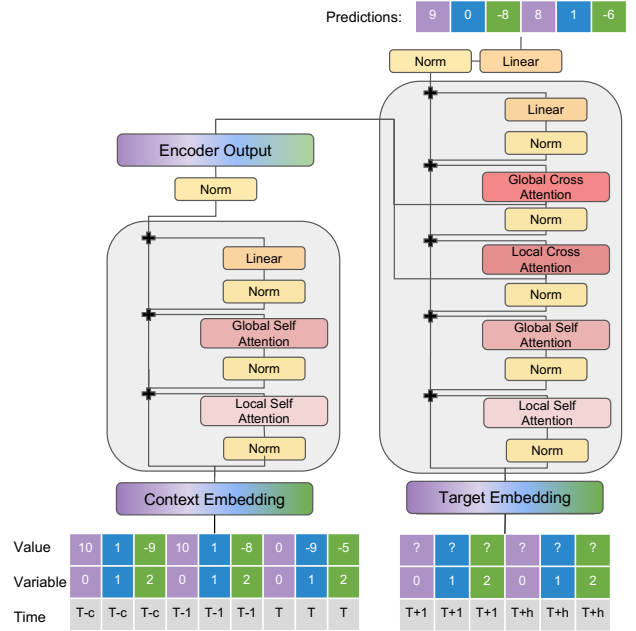 Predictions: 9 0 -8 8 1 -6
Norm Linear
Linear
Norm
Global Cross
Attention
Norm
Local Cross
Attention
Norm
Global Self
Attention
Norm
Local Self
Attention
Norm
Target Embedding
Encoder Output
Norm
Linear
Norm
Global Self
Attention
Norm
Local Self
Attention
Norm
Context Embedding
Value 10 1 -9 10 1 -8 0 -9 -5 ? ? ? ? ? ?
Variable 0 1 2 0 1 2 0 1 2 0 1 2 0 1 2
Time T-c T-c T-c T-1 T-1 T-1 T T T T+1 T+1 T+1 T+h T+h T+h